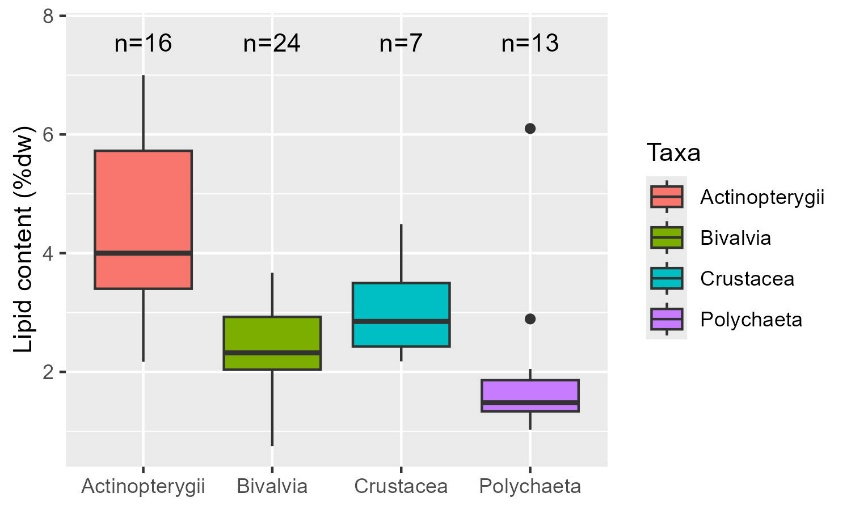 8
n=16 n=24 n=7 n=13
6
4
2
Lipid content (%dw)
Actinopterygii Bivalvia Crustacea Polychaeta
Taxa
Actinopterygii
Bivalvia
Crustacea
Polychaeta